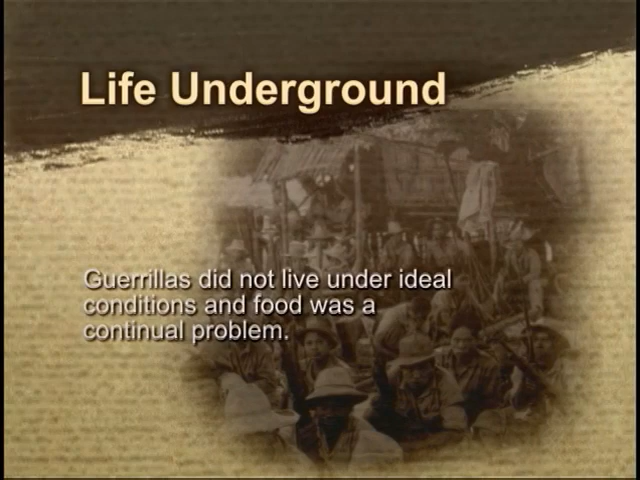 Life Underground
Guerrillas did not live under ideal
conditions and food was a
continual problem.